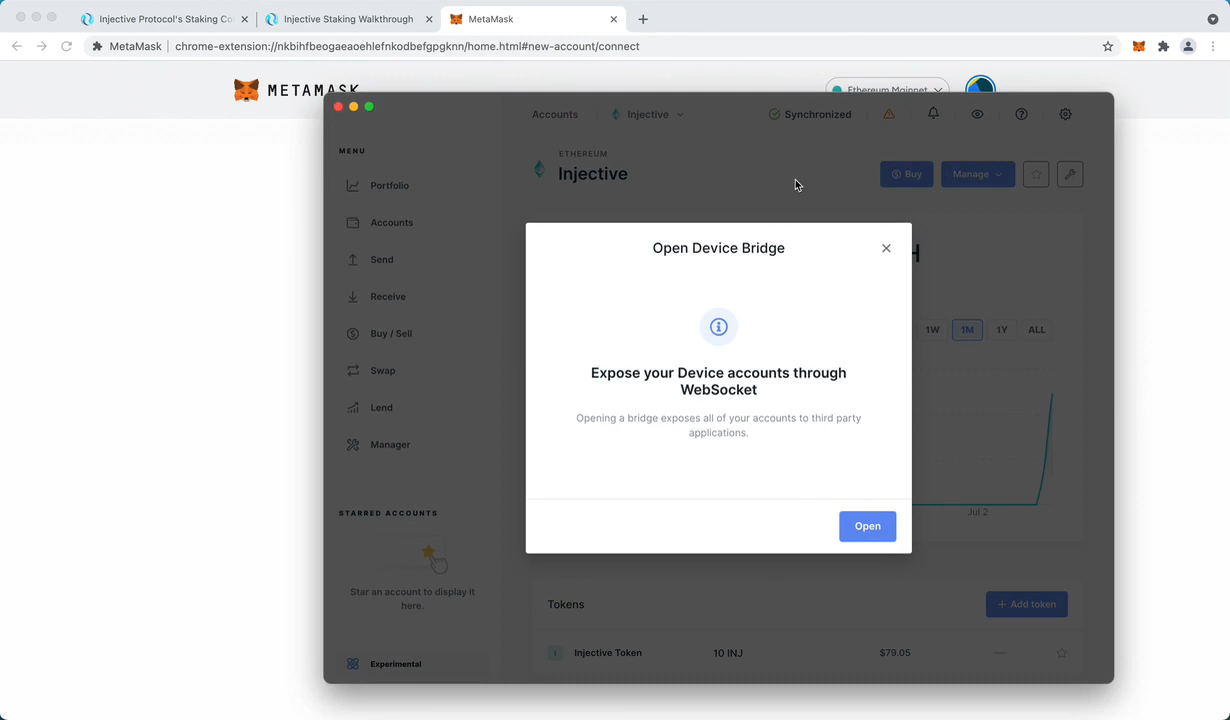 Injective Protocol's Staking Co
Injective Staking Walkthrough
MetaMask
MetaMask
chrome-extension://nkbihfbeogaeaoehlefnkodbefgpgknn/home.html#new-account/connect
METAMASK
Ethereum Mainnet
Accounts
Injective
Synchronized
MENU
Portfolio
Accounts
Send
Receive
Buy / Sell
Swap
Lend
Manager
STARRED ACCOUNTS
Star an account to display it
here.
Experimental
ETHEREUM
Injective
Buy
Manage
H
1W
1M
1Y
ALL
Jul 2
Open Device Bridge
Expose your Device accounts through
WebSocket
Opening a bridge exposes all of your accounts to third party
applications.
Open
Tokens
+ Add token
i
Injective Token
10 INJ
$79.05
—